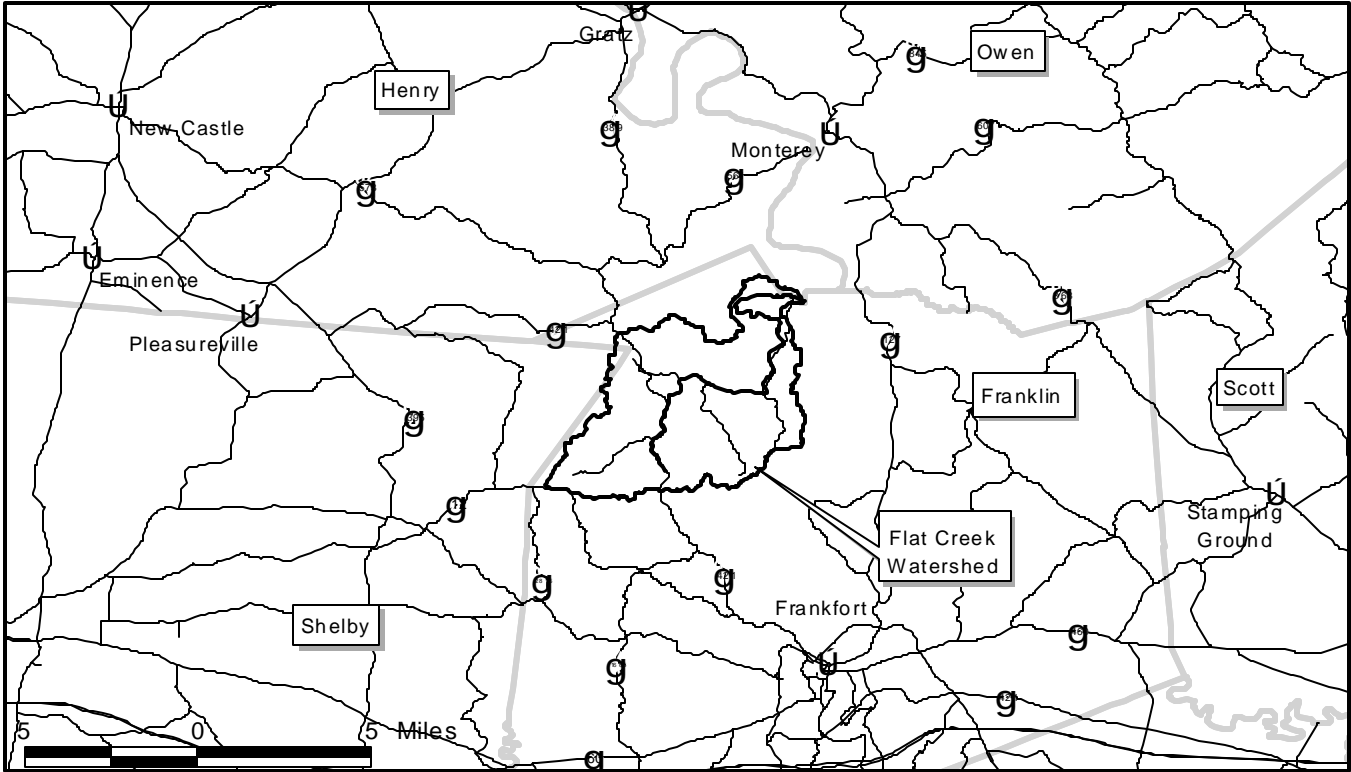 Gratz
Owen
Henry
New Castle
Monterey
Eminence
Pleasureville
Franklin
Scott
Stamping
Ground
Flat Creek
Watershed
Frankfort
Shelby
5 0 5 Miles